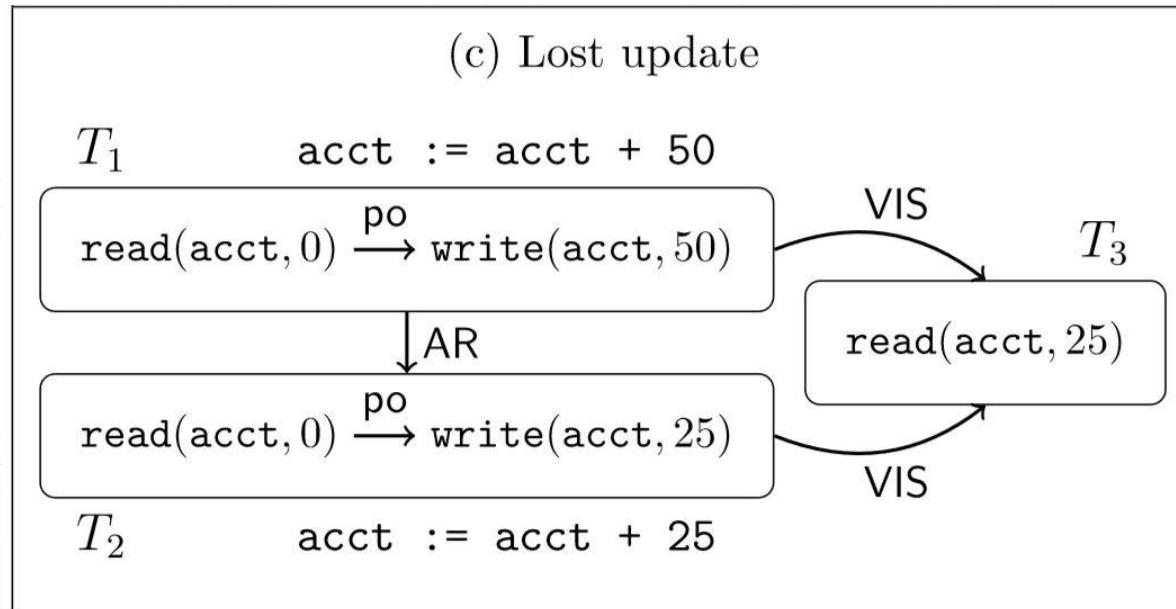 (c) Lost update
T₁ acct := acct + 50
read(acct, 0) po→ write(acct, 50)
VIS
T₃
AR
read(acct, 25)
read(acct, 0) po→ write(acct, 25)
VIS
T₂ acct := acct + 25